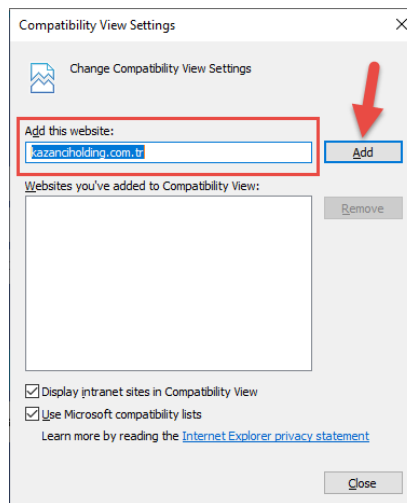 Compatibility View Settings
Change Compatibility View Settings
Add this website:
kazanciholding.com.tr
Add
Websites you've added to Compatibility View:
Remove
Display intranet sites in Compatibility View
Use Microsoft compatibility lists
Learn more by reading the Internet Explorer privacy statement
Close